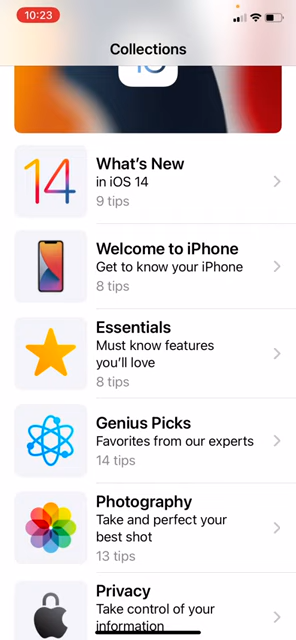 10:23
Collections
What's New
in iOS 14
9 tips
14
Welcome to iPhone
Get to know your iPhone
8 tips
Essentials
Must know features
you'll love
8 tips
Genius Picks
Favorites from our experts
14 tips
Photography
Take and perfect your
best shot
13 tips
Privacy
Take control of your
information